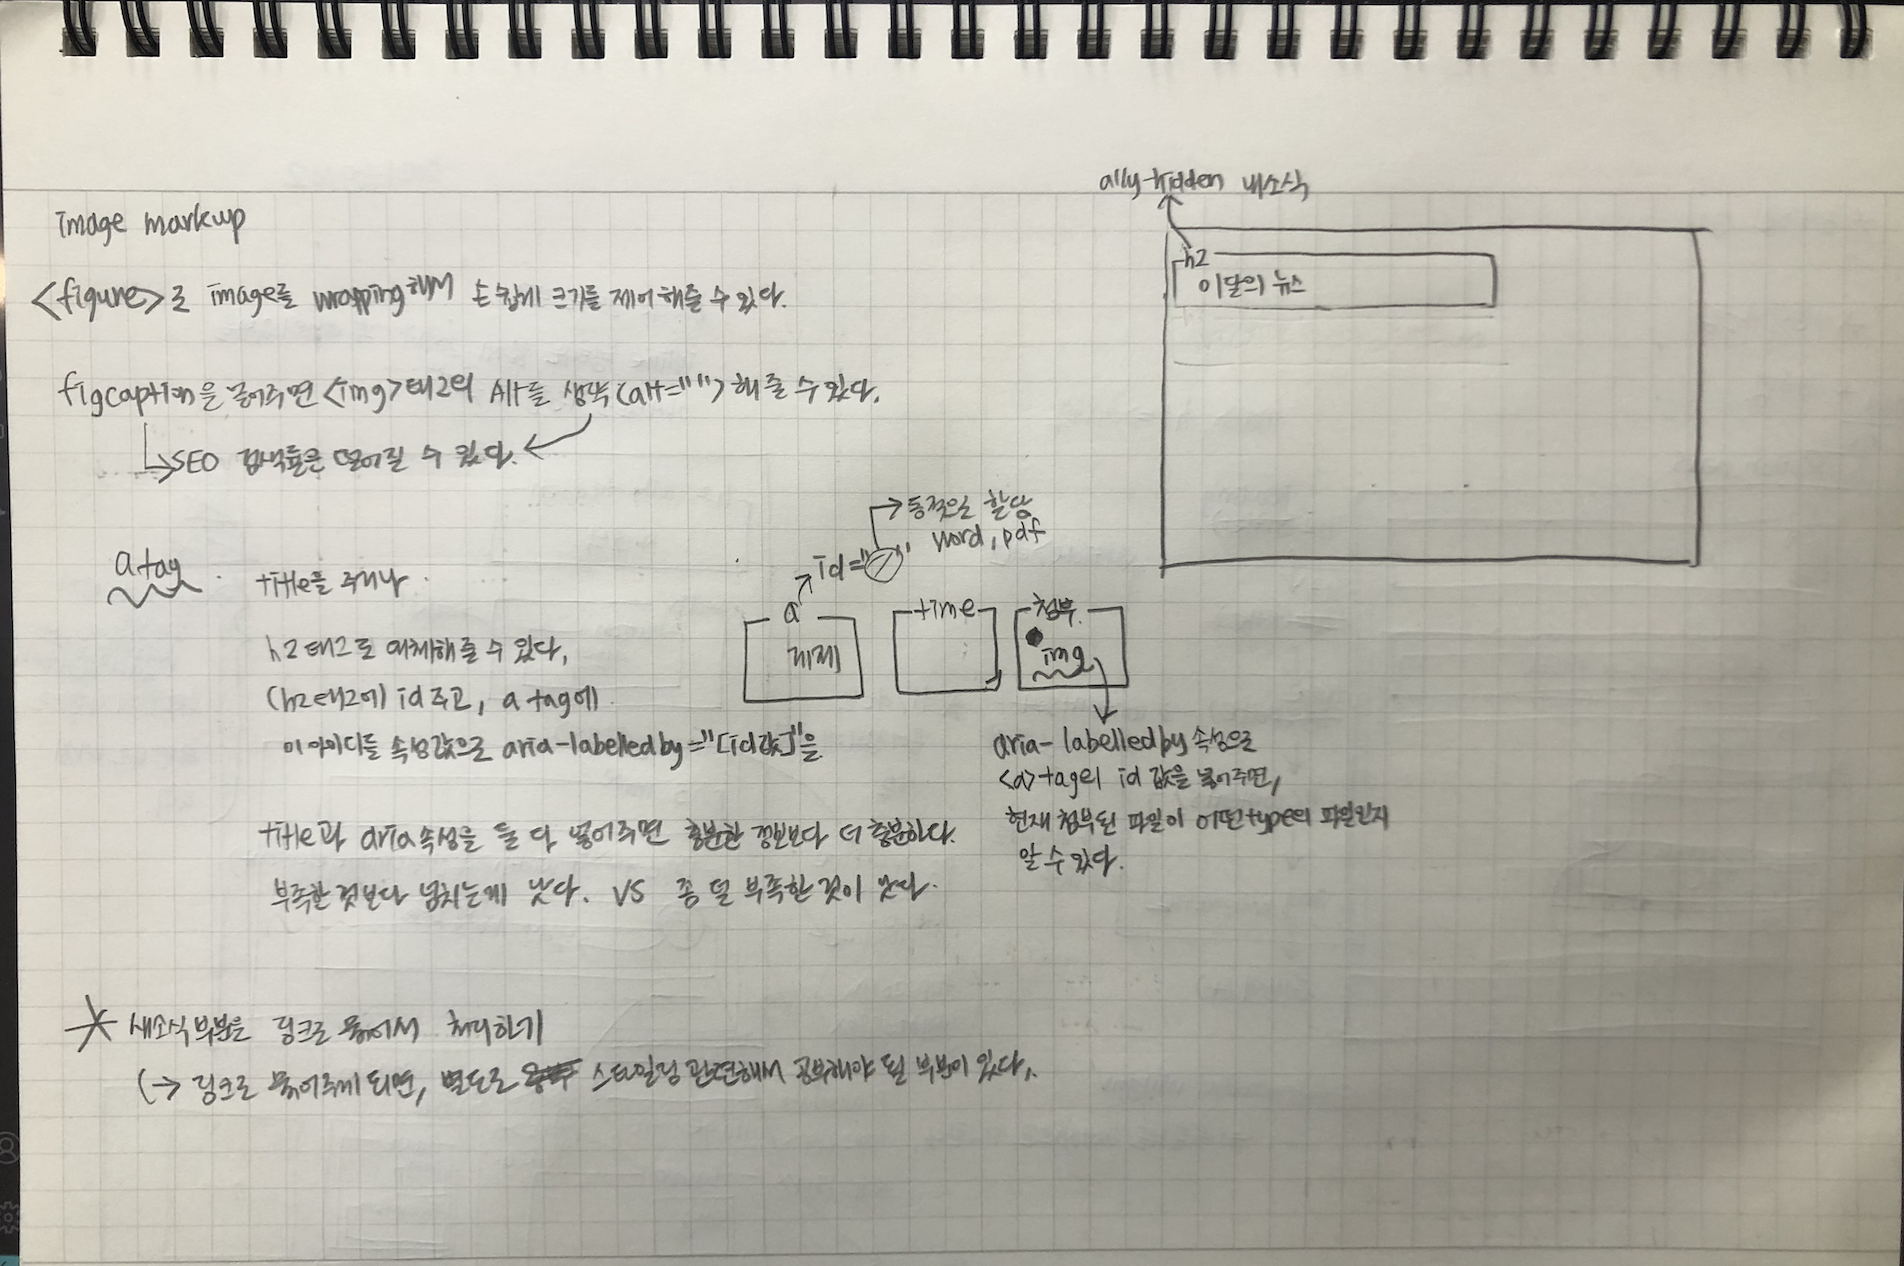 image markup
<figure>로 image를 wrapping해서 손쉽게 크기를 제어해줄 수 있다.
figcaption을 넣어주면 <img>태그의 Alt를 생략(alt="")해 줄 수 있다.
SEO 검색률은 떨어질 수 있다.
a tag
title을 주거나
h2태그로 대체해줄 수 있다,
(h2태그에) id 주고, a tag에
이 아이디를 속성값으로 aria-labelledby="[id값]"을
title과 aria 속성을 둘 다 넣어주면 충분한 정보보다 더 충분하다.
부족한 것보다 넘치는게 낫다. VS 좀 덜 부족한 것이 낫다.
a11y-hidden 새소식
h2
이달의 뉴스
동적으로 할당
word, pdf
id=" "
a
time
첨부
img
aria-labelledby 속성으로
<a>tag의 id 값을 넣어주면,
현재 첨부된 파일이 어떤type의 파일인지
알 수 있다.
새소식 부분은 링크로 묶어서 처리하기
(→ 링크로 묶어주게 되면, 별도로 스타일링 관련해서 공부해야 될 부분이 있다.